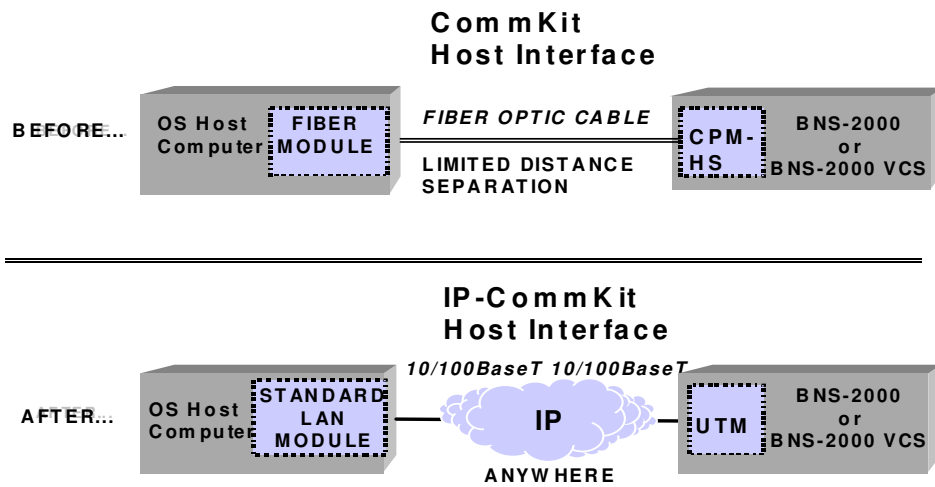 CommKit
Host Interface
BEFORE...
OS Host
Computer
FIBER
MODULE
FIBER OPTIC CABLE
LIMITED DISTANCE
SEPARATION
CPM-
HS
BNS-2000
or
BNS-2000 VCS
IP-CommKit
Host Interface
10/100BaseT 10/100BaseT
AFTER...
OS Host
Computer
STANDARD
LAN
MODULE
IP
ANYWHERE
UTM
BNS-2000
or
BNS-2000 VCS